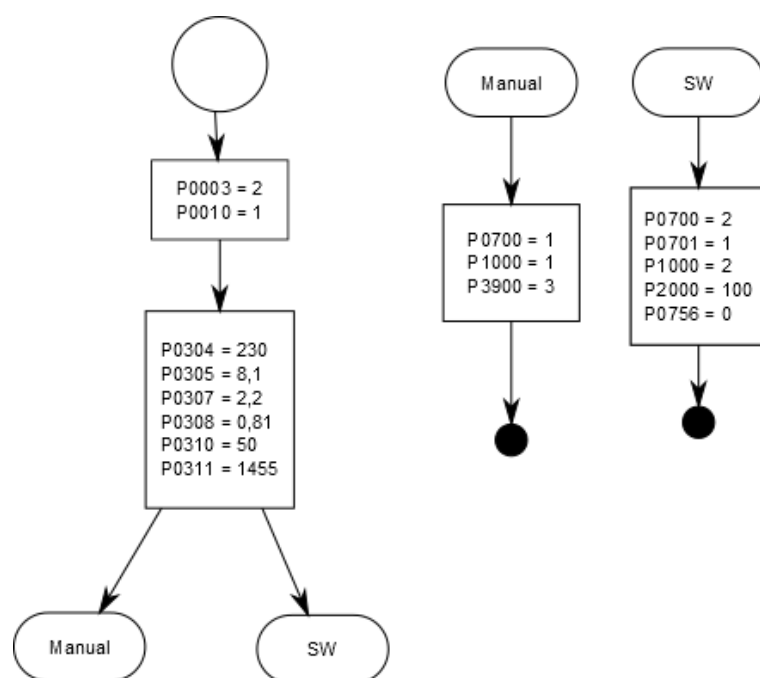 P0003 = 2
P0010 = 1
P0304 = 230
P0305 = 8,1
P0307 = 2,2
P0308 = 0,81
P0310 = 50
P0311 = 1455
Manual
SW
Manual
P0700 = 1
P1000 = 1
P3900 = 3
SW
P0700 = 2
P0701 = 1
P1000 = 2
P2000 = 100
P0756 = 0